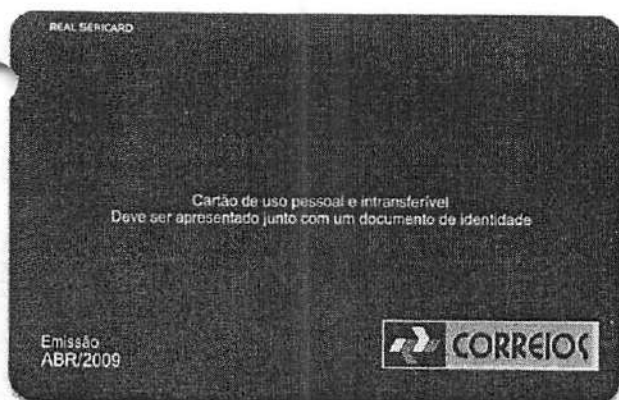 REAL SERICARD
Cartão de uso pessoal e intransferível
Deve ser apresentado junto com um documento de identidade
Emissão
ABR/2009
CORREIOS